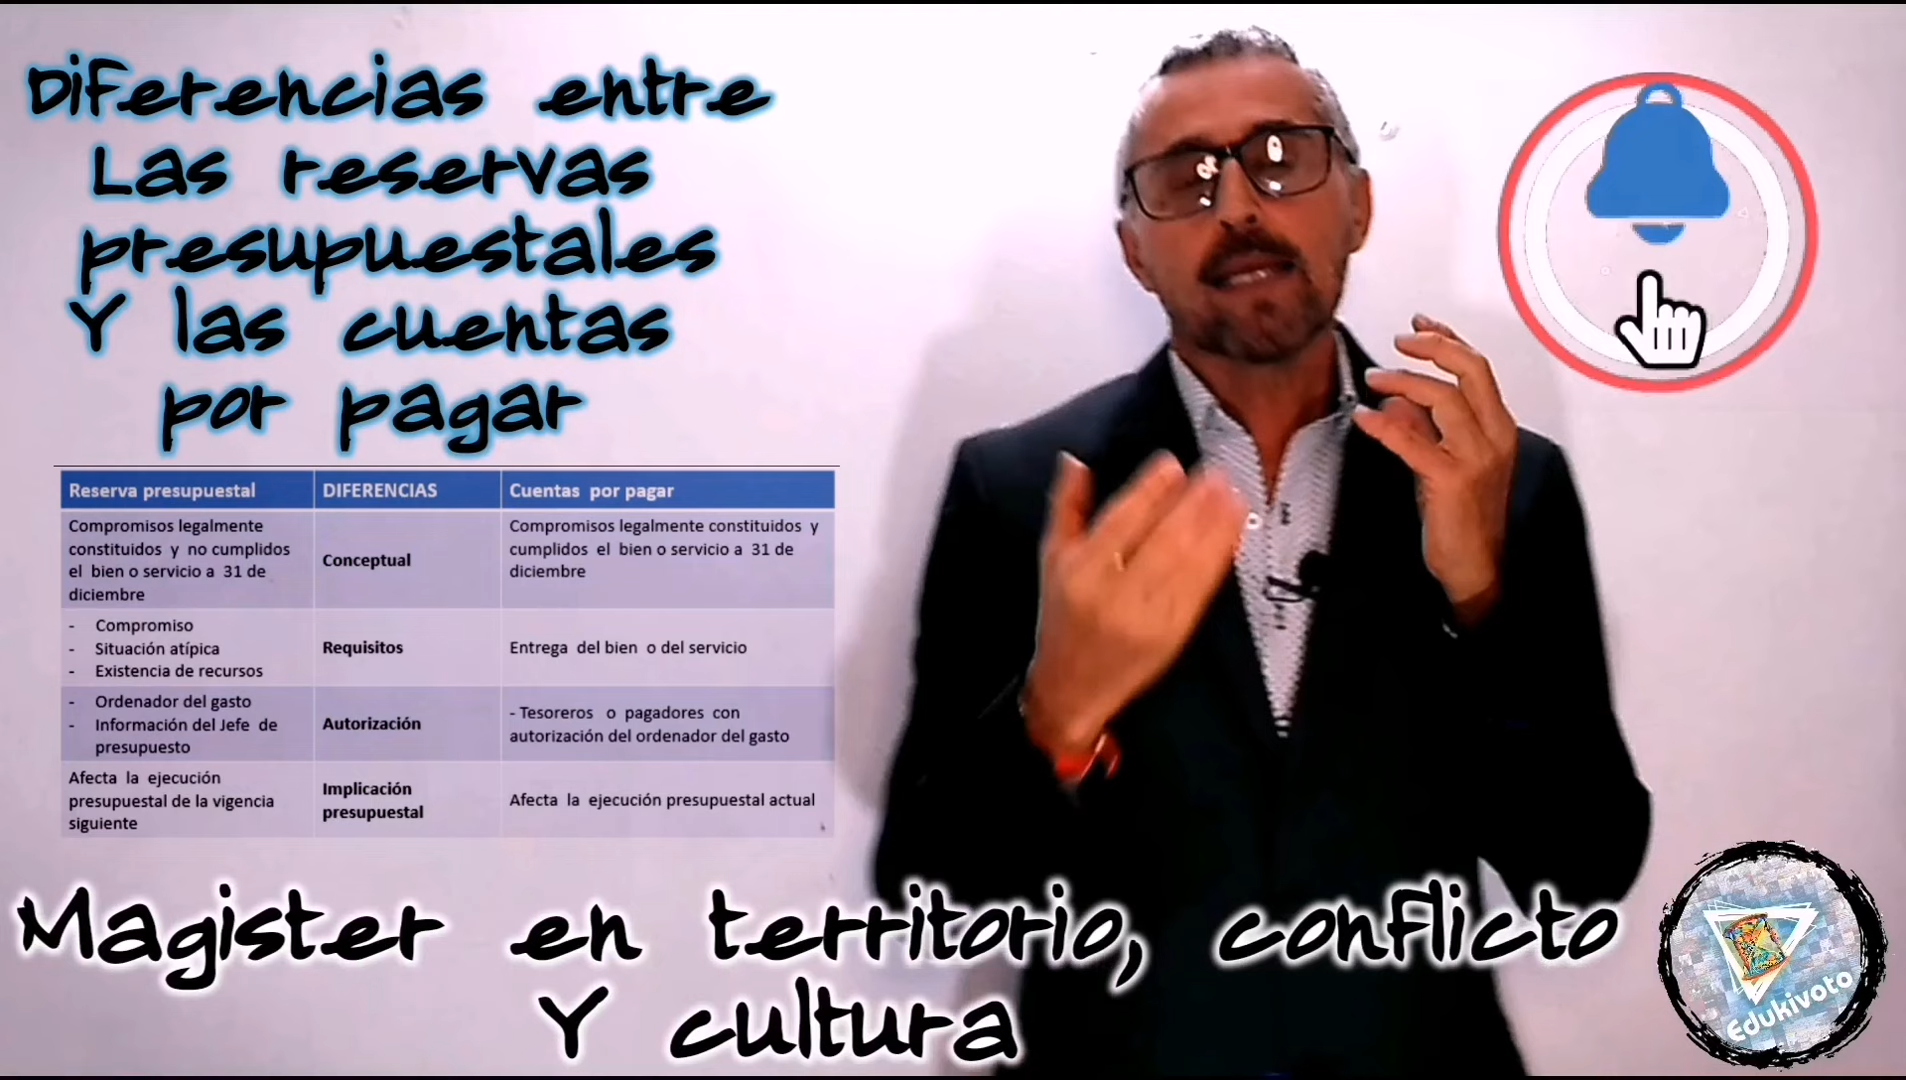 Diferencias entre
Las reservas
presupuestales
Y las cuentas
por pagar
Reserva presupuestal
DIFERENCIAS
Cuentas por pagar
Compromisos legalmente
constituidos y no cumplidos
el bien o servicio a 31 de
diciembre
Conceptual
Compromisos legalmente constituidos y
cumplidos el bien o servicio a 31 de
diciembre
- Compromiso
- Situación atípica
- Existencia de recursos
Requisitos
Entrega del bien o del servicio
- Ordenador del gasto
- Información del Jefe de
presupuesto
Autorización
- Tesoreros o pagadores con
autorización del ordenador del gasto
Afecta la ejecución
presupuestal de la vigencia
siguiente
Implicación
presupuestal
Afecta la ejecución presupuestal actual
Magister en territorio, conflicto
Y cultura
Edukivoto